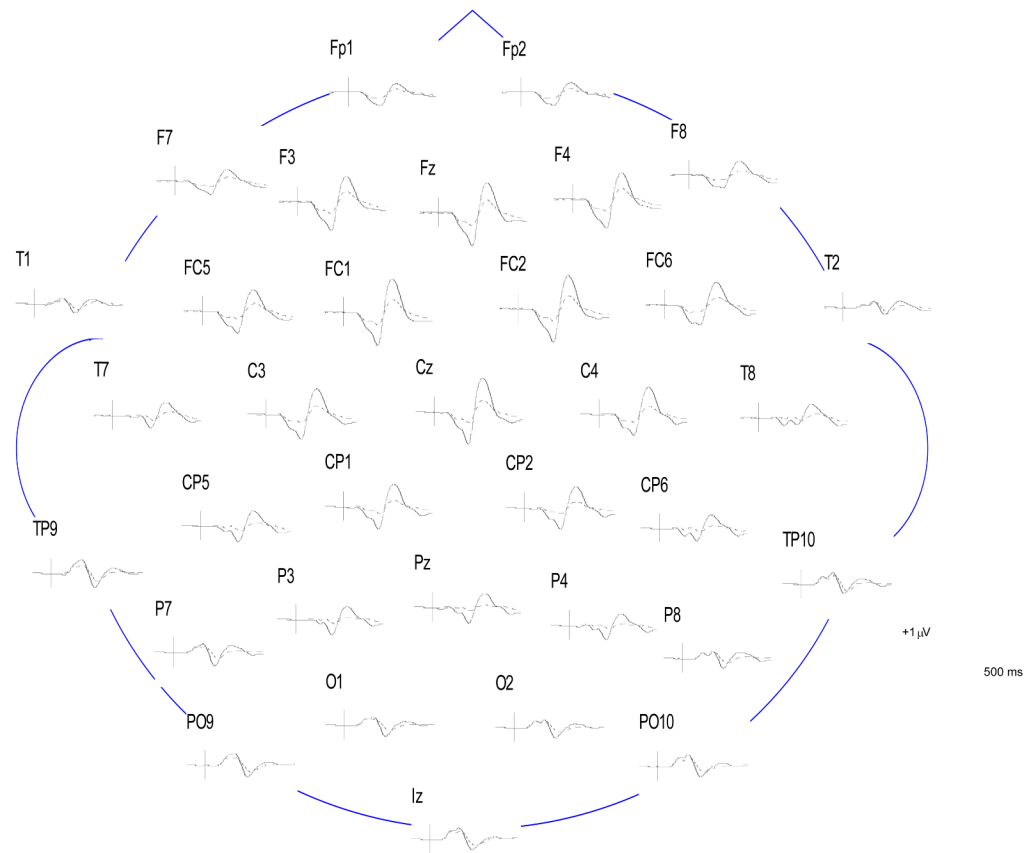 Fp1
Fp2
F7
F3
Fz
F4
F8
T1
FC5
FC1
FC2
FC6
T2
T7
C3
Cz
C4
T8
CP5
CP1
CP2
CP6
TP9
P3
Pz
P4
TP10
P7
P8
+1 µV
500 ms
O1
O2
PO9
PO10
Iz